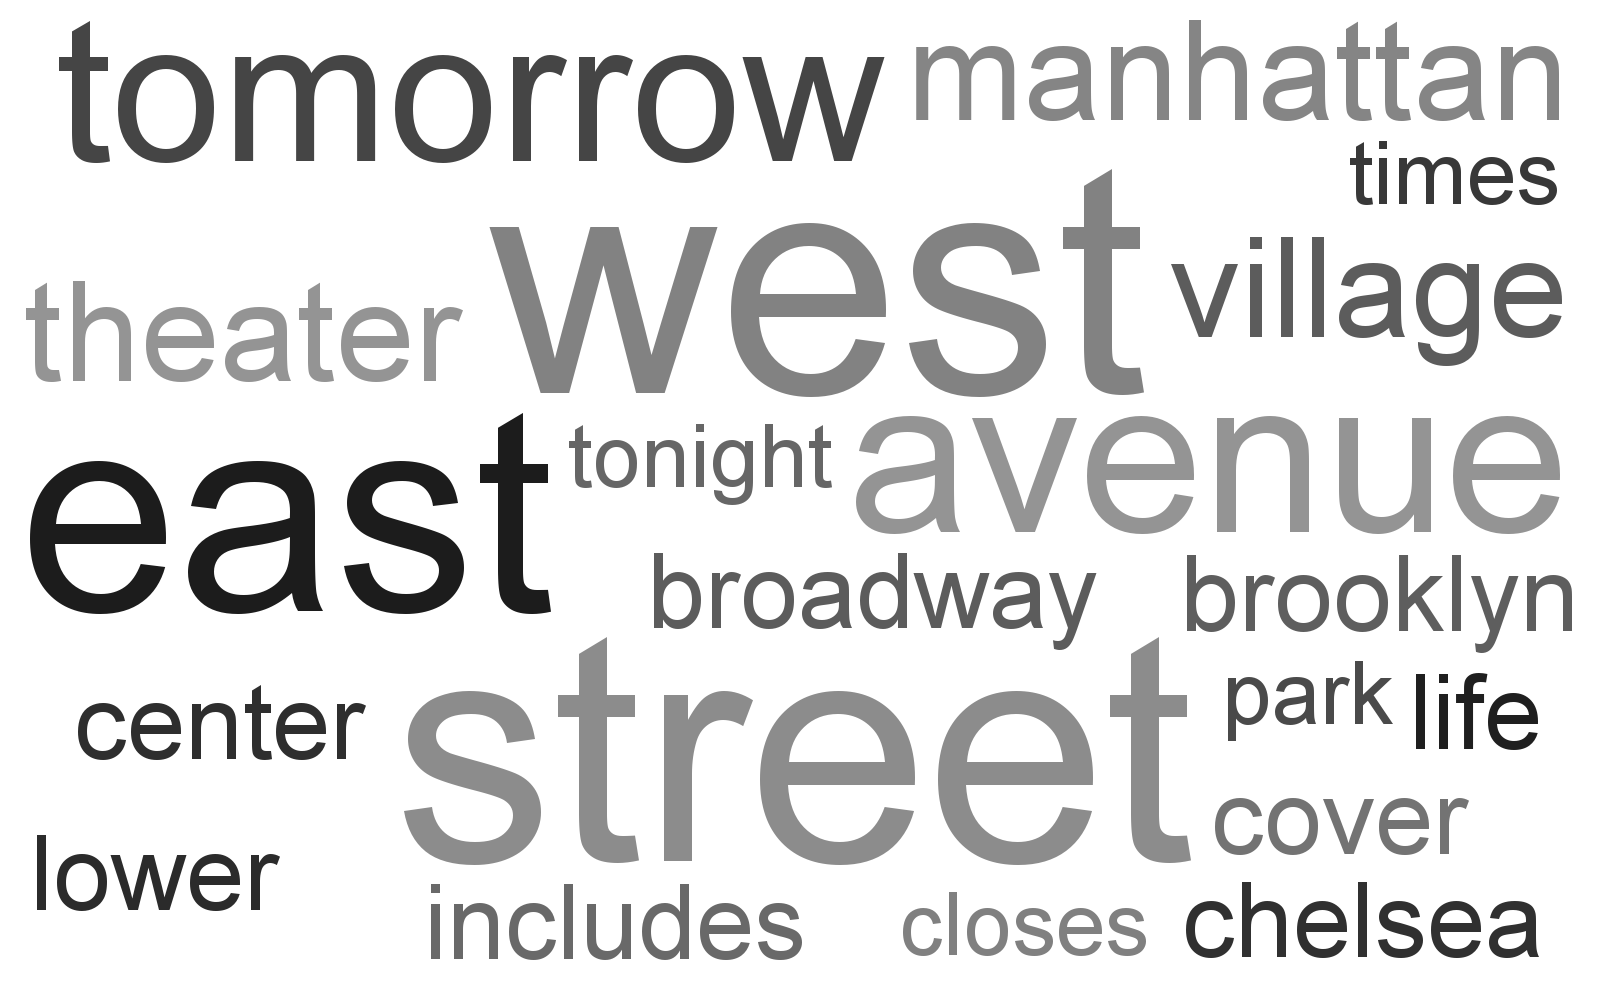 tomorrow manhattan
times
west village
theater
east tonight avenue
broadway brooklyn
street park life
center
cover
lower
includes closes chelsea